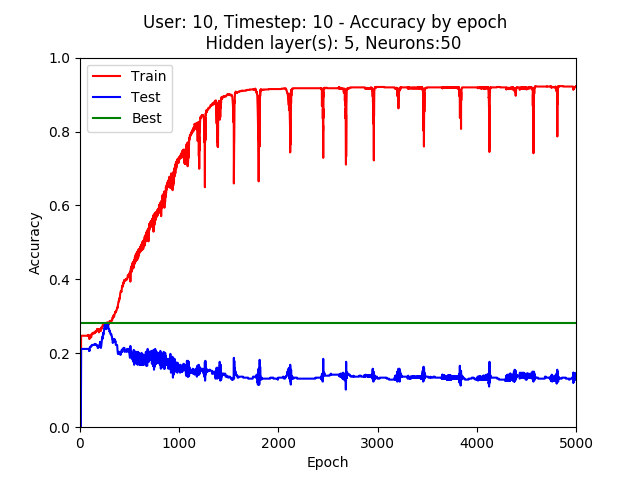 User: 10, Timestep: 10 - Accuracy by epoch
Hidden layer(s): 5, Neurons:50
1.0
0.8
0.6
0.4
0.2
0.0
Accuracy
Train
Test
Best
0 1000 2000 3000 4000 5000
Epoch